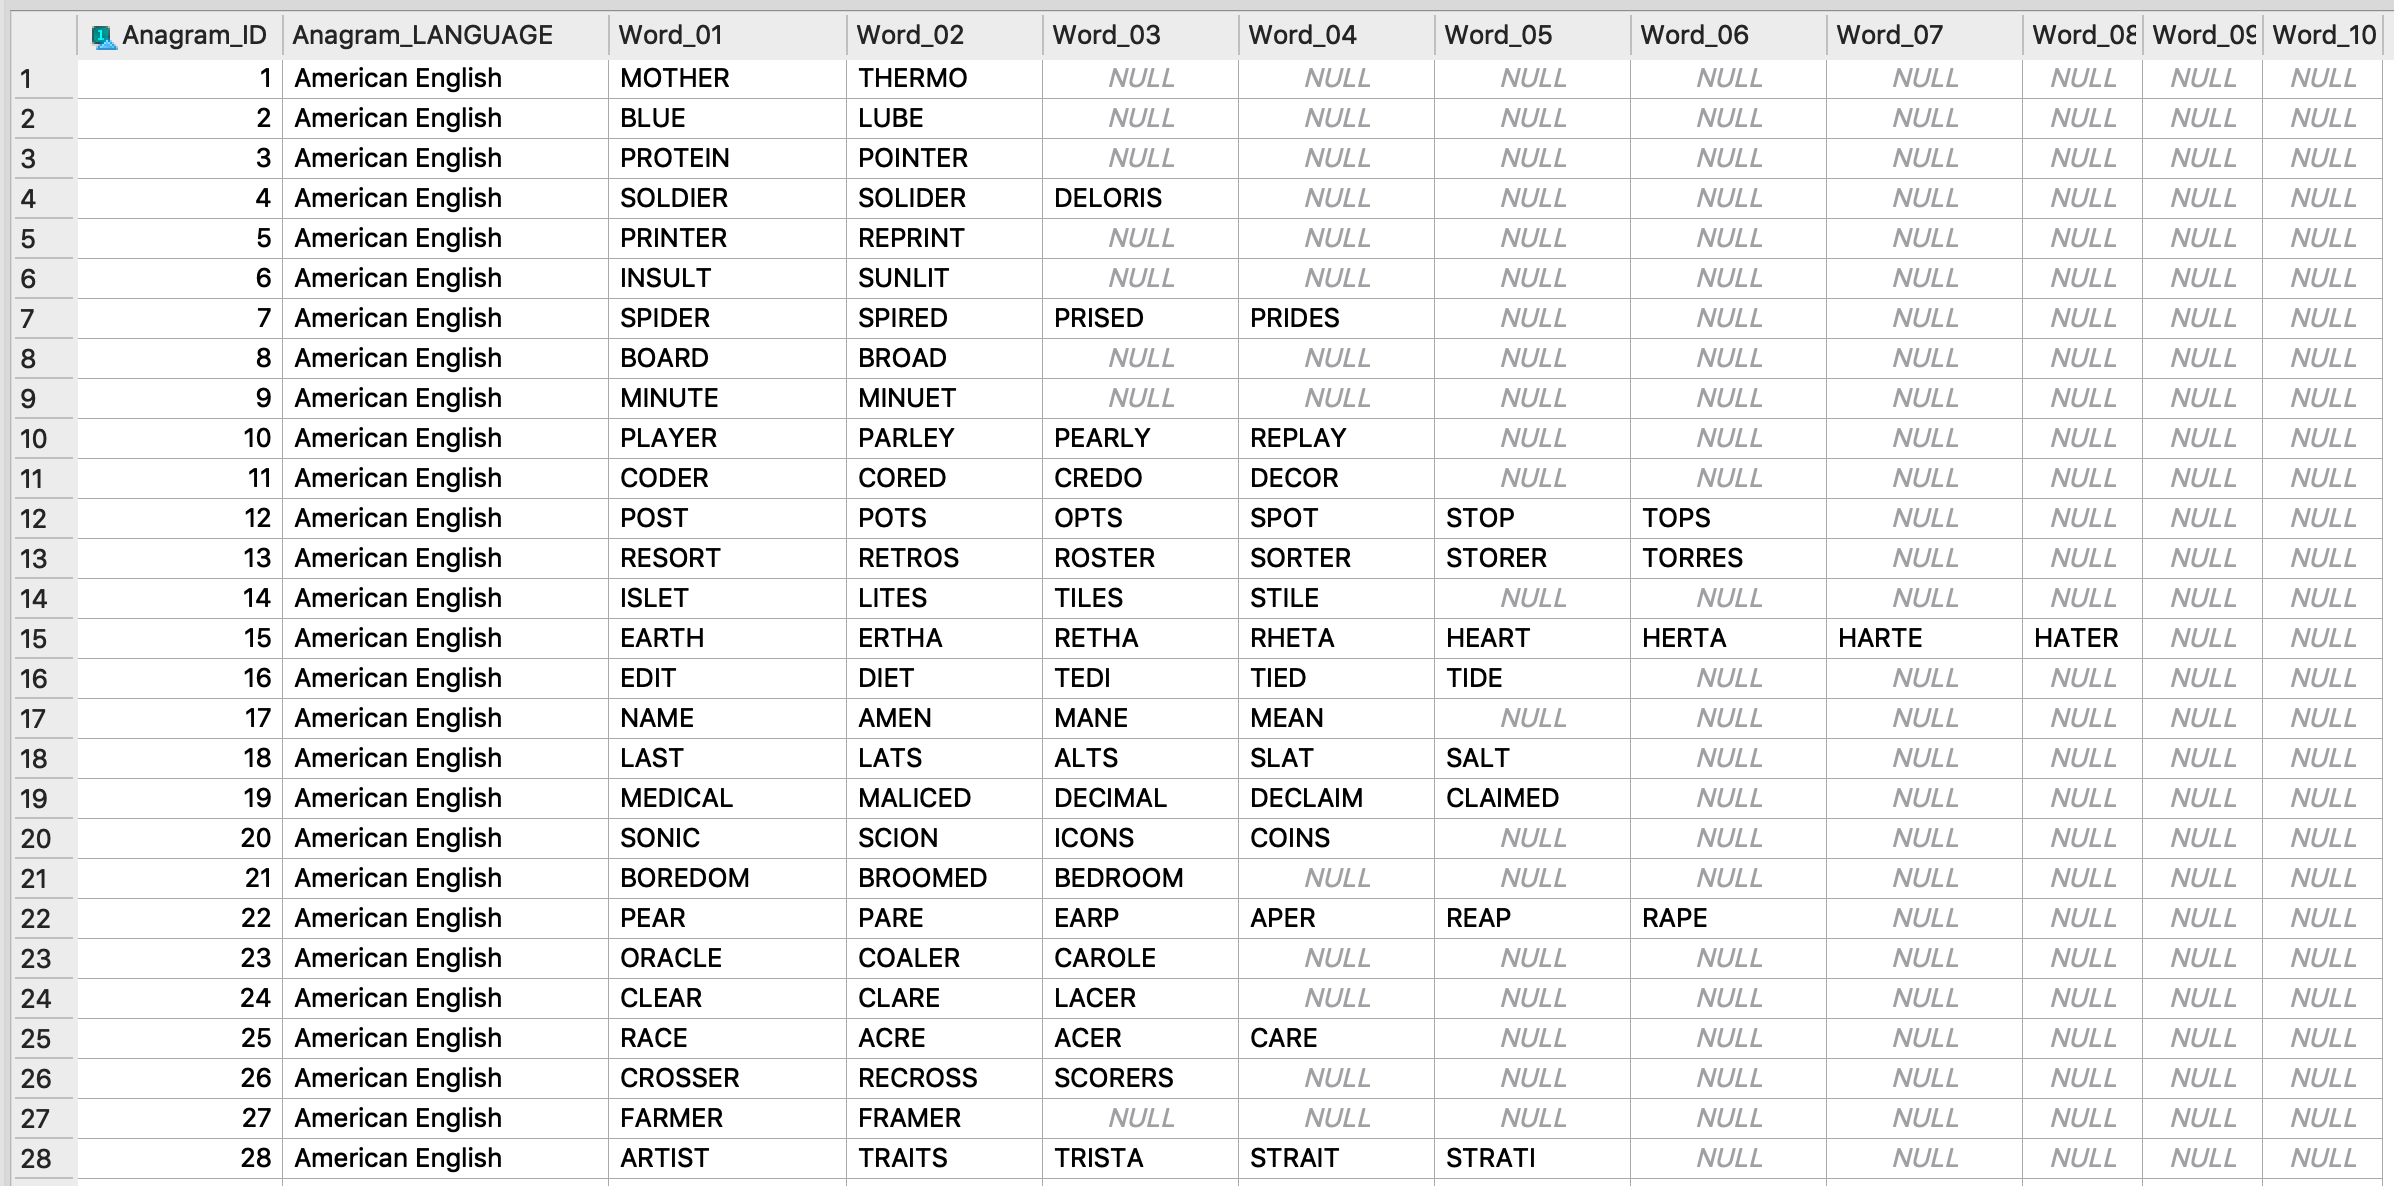 Anagram_ID Anagram_LANGUAGE Word_01 Word_02 Word_03 Word_04 Word_05 Word_06 Word_07 Word_08 Word_09 Word_10
1 1 American English MOTHER THERMO NULL NULL NULL NULL NULL NULL NULL NULL
2 2 American English BLUE LUBE NULL NULL NULL NULL NULL NULL NULL NULL
3 3 American English PROTEIN POINTER NULL NULL NULL NULL NULL NULL NULL NULL
4 4 American English SOLDIER SOLIDER DELORIS NULL NULL NULL NULL NULL NULL NULL
5 5 American English PRINTER REPRINT NULL NULL NULL NULL NULL NULL NULL NULL
6 6 American English INSULT SUNLIT NULL NULL NULL NULL NULL NULL NULL NULL
7 7 American English SPIDER SPIRED PRISED PRIDES NULL NULL NULL NULL NULL NULL
8 8 American English BOARD BROAD NULL NULL NULL NULL NULL NULL NULL NULL
9 9 American English MINUTE MINUET NULL NULL NULL NULL NULL NULL NULL NULL
10 10 American English PLAYER PARLEY PEARLY REPLAY NULL NULL NULL NULL NULL NULL
11 11 American English CODER CORED CREDO DECOR NULL NULL NULL NULL NULL NULL
12 12 American English POST POTS OPTS SPOT STOP TOPS NULL NULL NULL NULL
13 13 American English RESORT RETROS ROSTER SORTER STORER TORRES NULL NULL NULL NULL
14 14 American English ISLET LITES TILES STILE NULL NULL NULL NULL NULL NULL
15 15 American English EARTH ERTHA RETHA RHETA HEART HERTA HARTE HATER NULL NULL
16 16 American English EDIT DIET TEDI TIED TIDE NULL NULL NULL NULL NULL
17 17 American English NAME AMEN MANE MEAN NULL NULL NULL NULL NULL NULL
18 18 American English LAST LATS ALTS SLAT SALT NULL NULL NULL NULL NULL
19 19 American English MEDICAL MALICED DECIMAL DECLAIM CLAIMED NULL NULL NULL NULL NULL
20 20 American English SONIC SCION ICONS COINS NULL NULL NULL NULL NULL NULL
21 21 American English BOREDOM BROOMED BEDROOM NULL NULL NULL NULL NULL NULL NULL
22 22 American English PEAR PARE EARP APER REAP RAPE NULL NULL NULL NULL
23 23 American English ORACLE COALER CAROLE NULL NULL NULL NULL NULL NULL NULL
24 24 American English CLEAR CLARE LACER NULL NULL NULL NULL NULL NULL NULL
25 25 American English RACE ACRE ACER CARE NULL NULL NULL NULL NULL NULL
26 26 American English CROSSER RECROSS SCORERS NULL NULL NULL NULL NULL NULL NULL
27 27 American English FARMER FRAMER NULL NULL NULL NULL NULL NULL NULL NULL
28 28 American English ARTIST TRAITS TRISTA STRAIT STRATI NULL NULL NULL NULL NULL